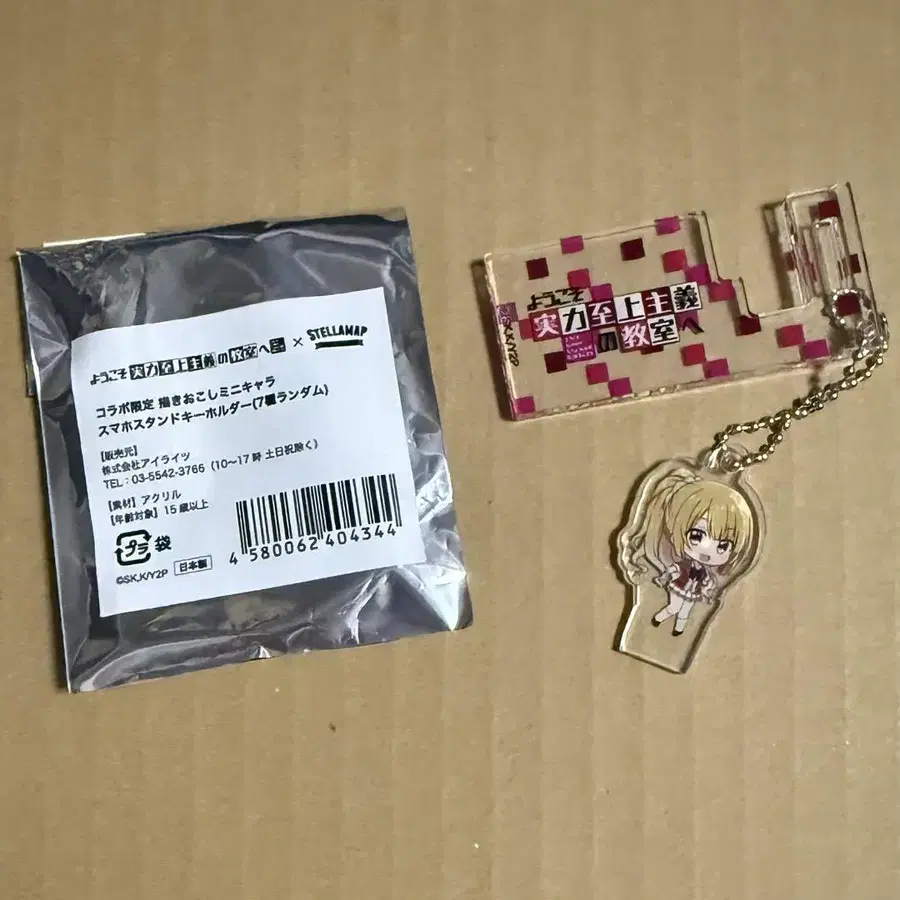 ようこそ 実力至上主義の教室へ × STELLAMAP
コラボ限定 描きおこしミニキャラ
スマホスタンドキーホルダー(7種ランダム)
【販売元】
株式会社アイライツ
TEL:03-5542-3765 (10~17時 土日祝除く)
【素材】アクリル
【年齢対象】15歳以上
プラ 袋
©SK,K/Y2P 日本製
4 580062 404344
ようこそ
実力至上主義
の教室へ